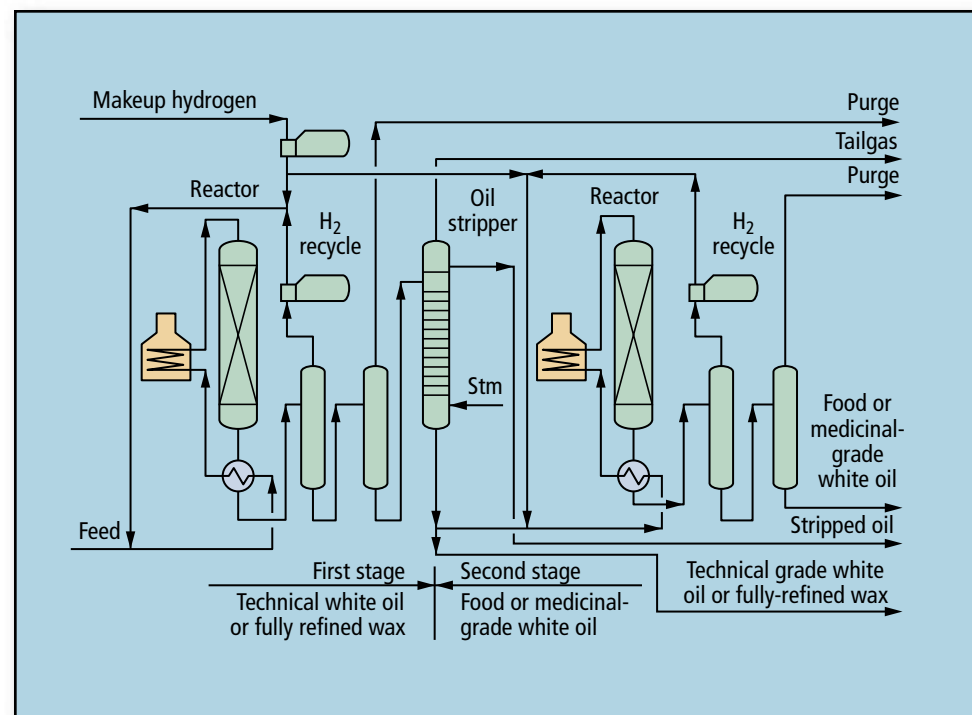 Makeup hydrogen
Purge
Tailgas
Purge
Reactor
H2
recycle
Oil
stripper
Reactor
H2
recycle
Stm
Food or
medicinal-
grade
white oil
Feed
Stripped oil
First stage
Second stage
Technical white oil
or fully refined wax
Food or medicinal-
grade white oil
Technical grade white
oil or fully-refined wax